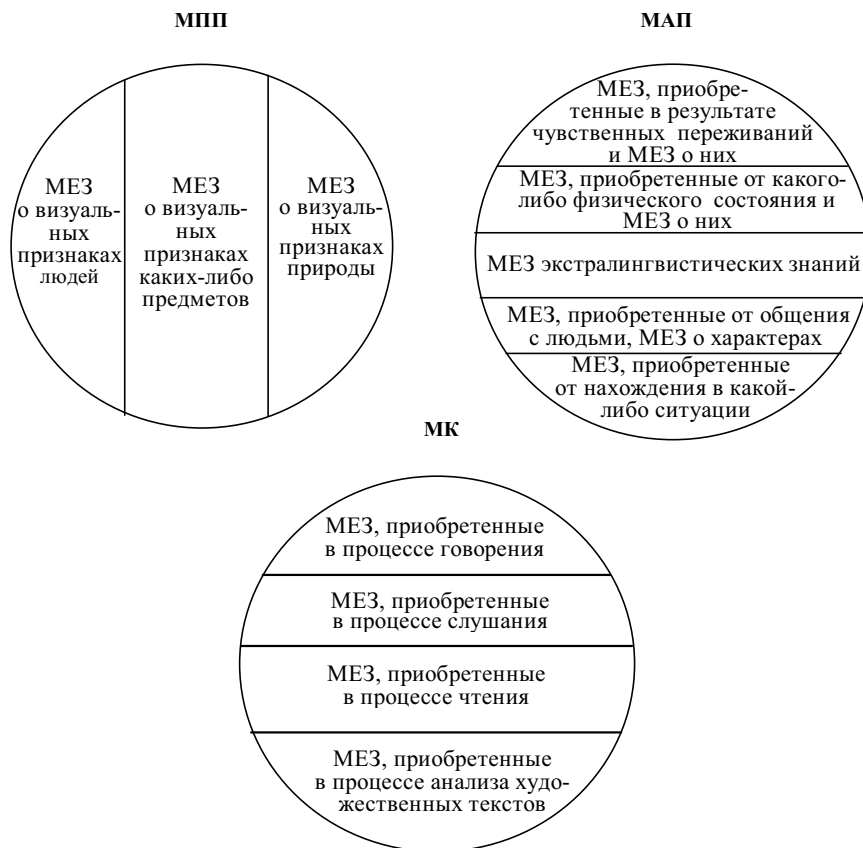 МПП
МЕЗ
о визуаль-
ных
признаках
людей
МЕЗ
о визуаль-
ных
признаках
каких-либо
предметов
МЕЗ
о визуаль-
ных
признаках
природы
МАП
МЕЗ, приобре-
тенные в результате
чувственных переживаний
и МЕЗ о них
МЕЗ, приобретенные от какого-
либо физического состояния и
МЕЗ о них
МЕЗ экстралингвистических знаний
МЕЗ, приобретенные от общения
с людьми, МЕЗ о характерах
МЕЗ, приобретенные
от нахождения в какой-
либо ситуации
МК
МЕЗ, приобретенные
в процессе говорения
МЕЗ, приобретенные
в процессе слушания
МЕЗ, приобретенные
в процессе чтения
МЕЗ, приобретенные
в процессе анализа худо-
жественных текстов